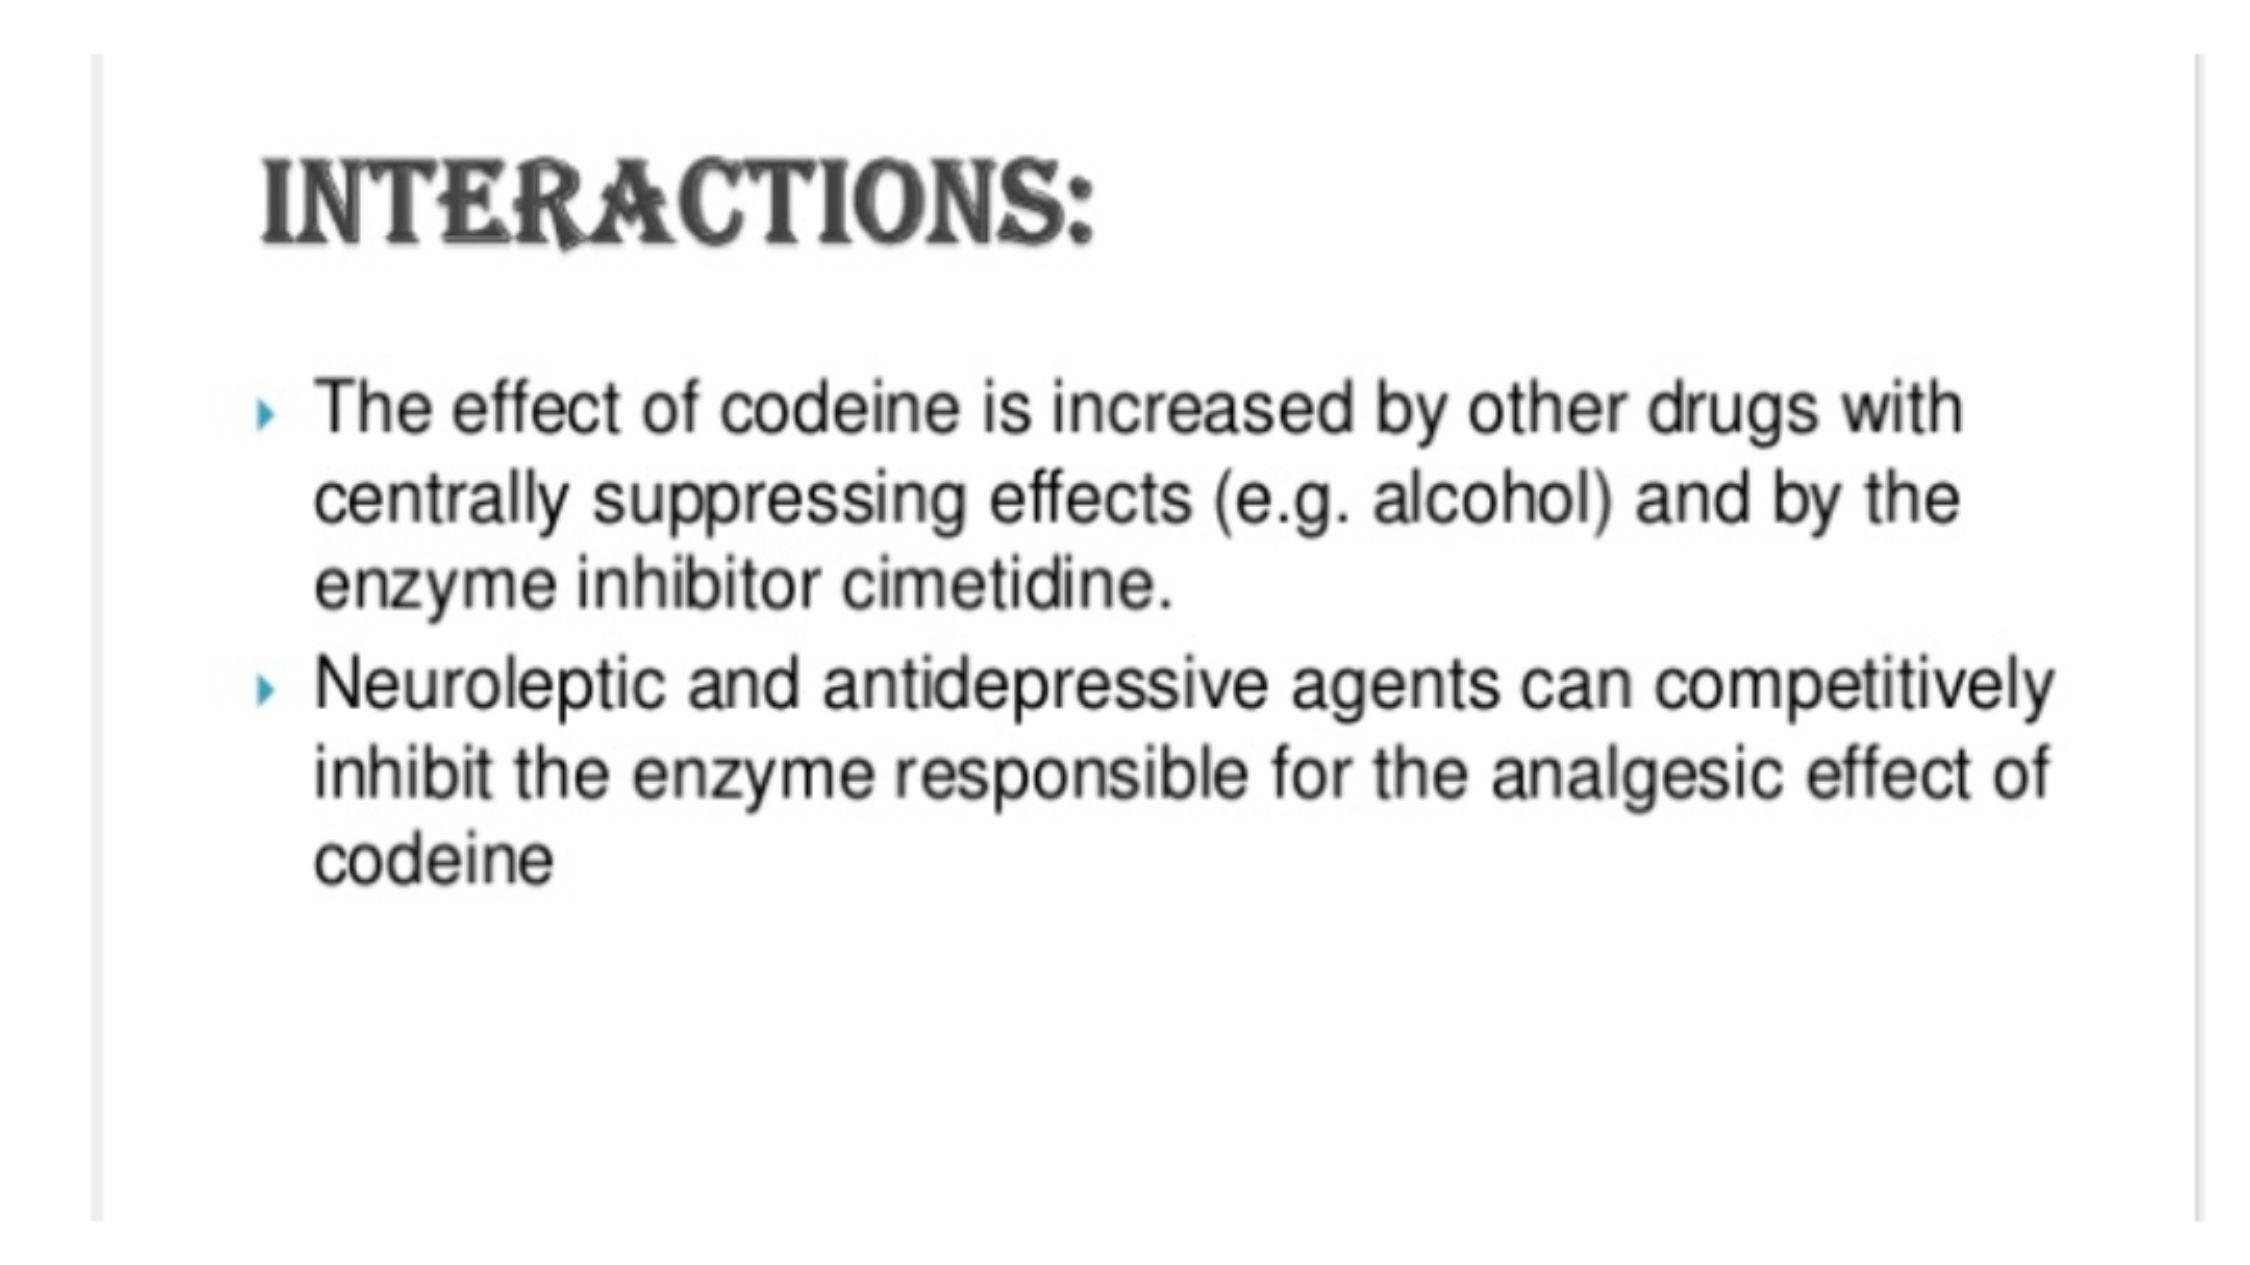 INTERACTIONS:
The effect of codeine is increased by other drugs with
centrally suppressing effects (e.g. alcohol) and by the
enzyme inhibitor cimetidine.
Neuroleptic and antidepressive agents can competitively
inhibit the enzyme responsible for the analgesic effect of
codeine